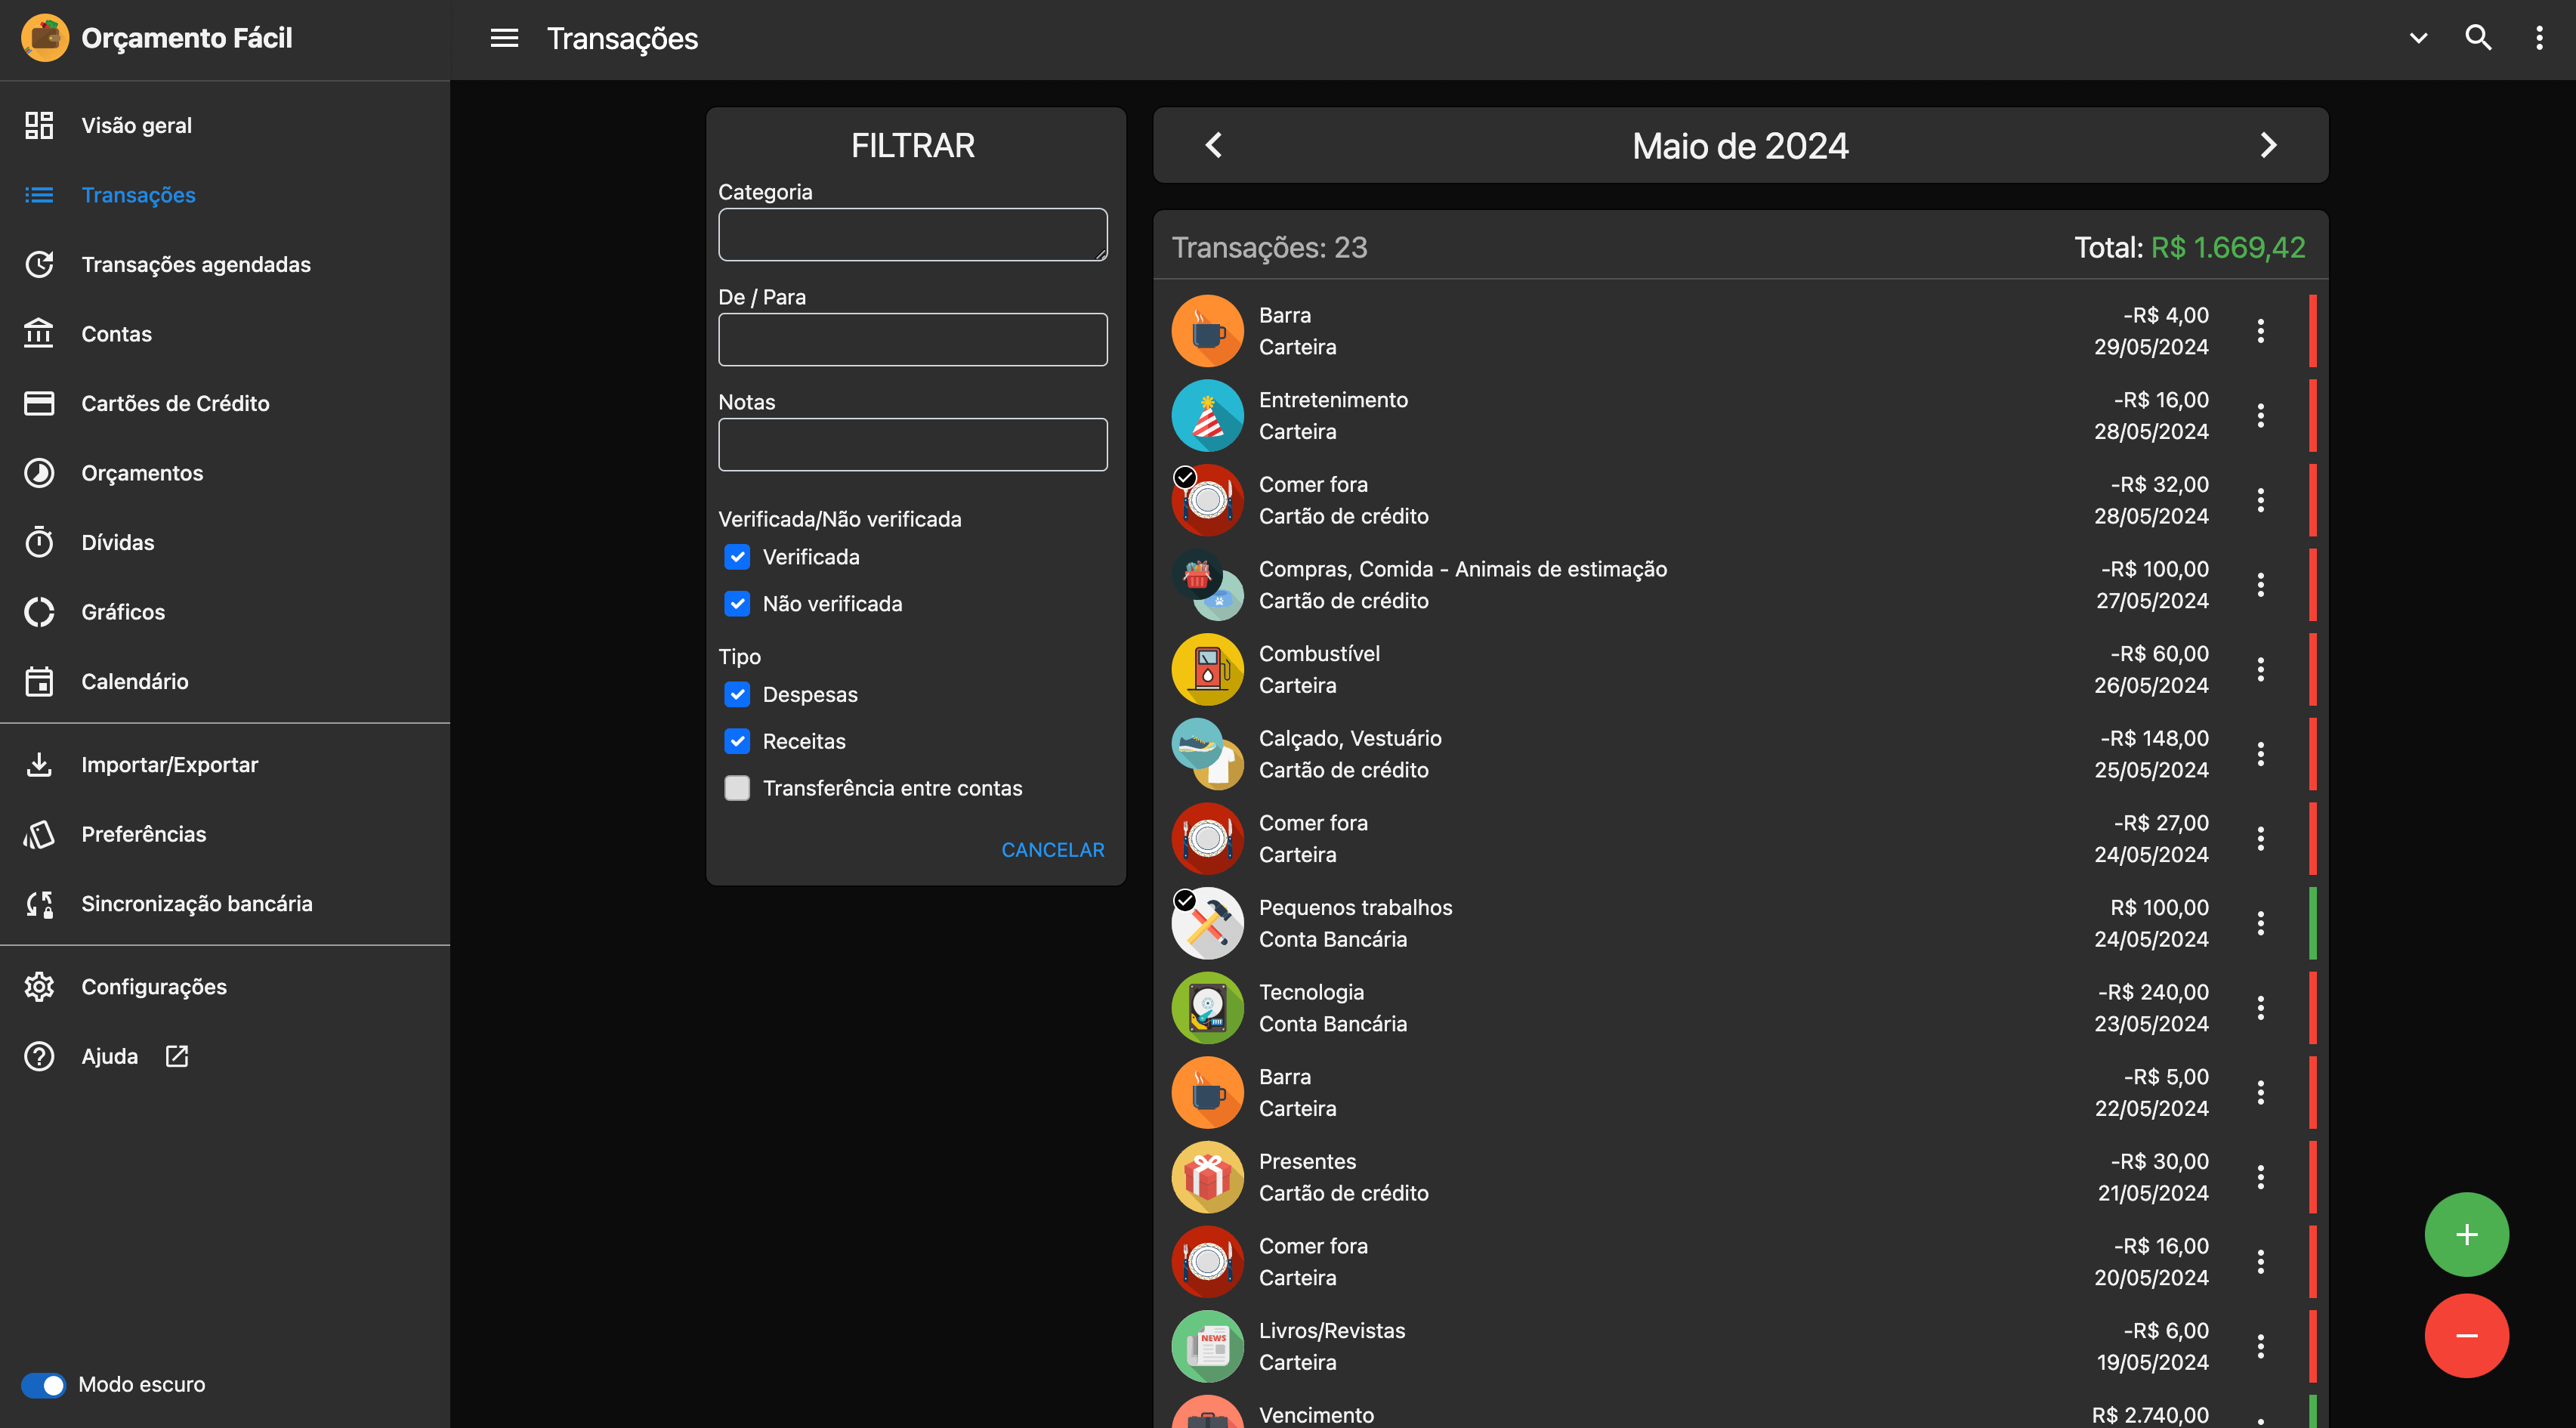 Orçamento Fácil
Visão geral
Transações
Transações agendadas
Contas
Cartões de Crédito
Orçamentos
Dívidas
Gráficos
Calendário
Importar/Exportar
Preferências
Sincronização bancária
Configurações
Ajuda
Modo escuro
Transações
FILTRAR
Categoria
De / Para
Notas
Verificada/Não verificada
Verificada
Não verificada
Tipo
Despesas
Receitas
Transferência entre contas
CANCELAR
Maio de 2024
Transações: 23 Total: R$ 1.669,42
Barra -R$ 4,00
Carteira 29/05/2024
Entretenimento -R$ 16,00
Carteira 28/05/2024
Comer fora -R$ 32,00
Cartão de crédito 28/05/2024
Compras, Comida - Animais de estimação -R$ 100,00
Cartão de crédito 27/05/2024
Combustível -R$ 60,00
Carteira 26/05/2024
Calçado, Vestuário -R$ 148,00
Cartão de crédito 25/05/2024
Comer fora -R$ 27,00
Carteira 24/05/2024
Pequenos trabalhos R$ 100,00
Conta Bancária 24/05/2024
Tecnologia -R$ 240,00
Conta Bancária 23/05/2024
Barra -R$ 5,00
Carteira 22/05/2024
Presentes -R$ 30,00
Cartão de crédito 21/05/2024
Comer fora -R$ 16,00
Carteira 20/05/2024
NEWS
Livros/Revistas -R$ 6,00
Carteira 19/05/2024
Vencimento R$ 2.740,00